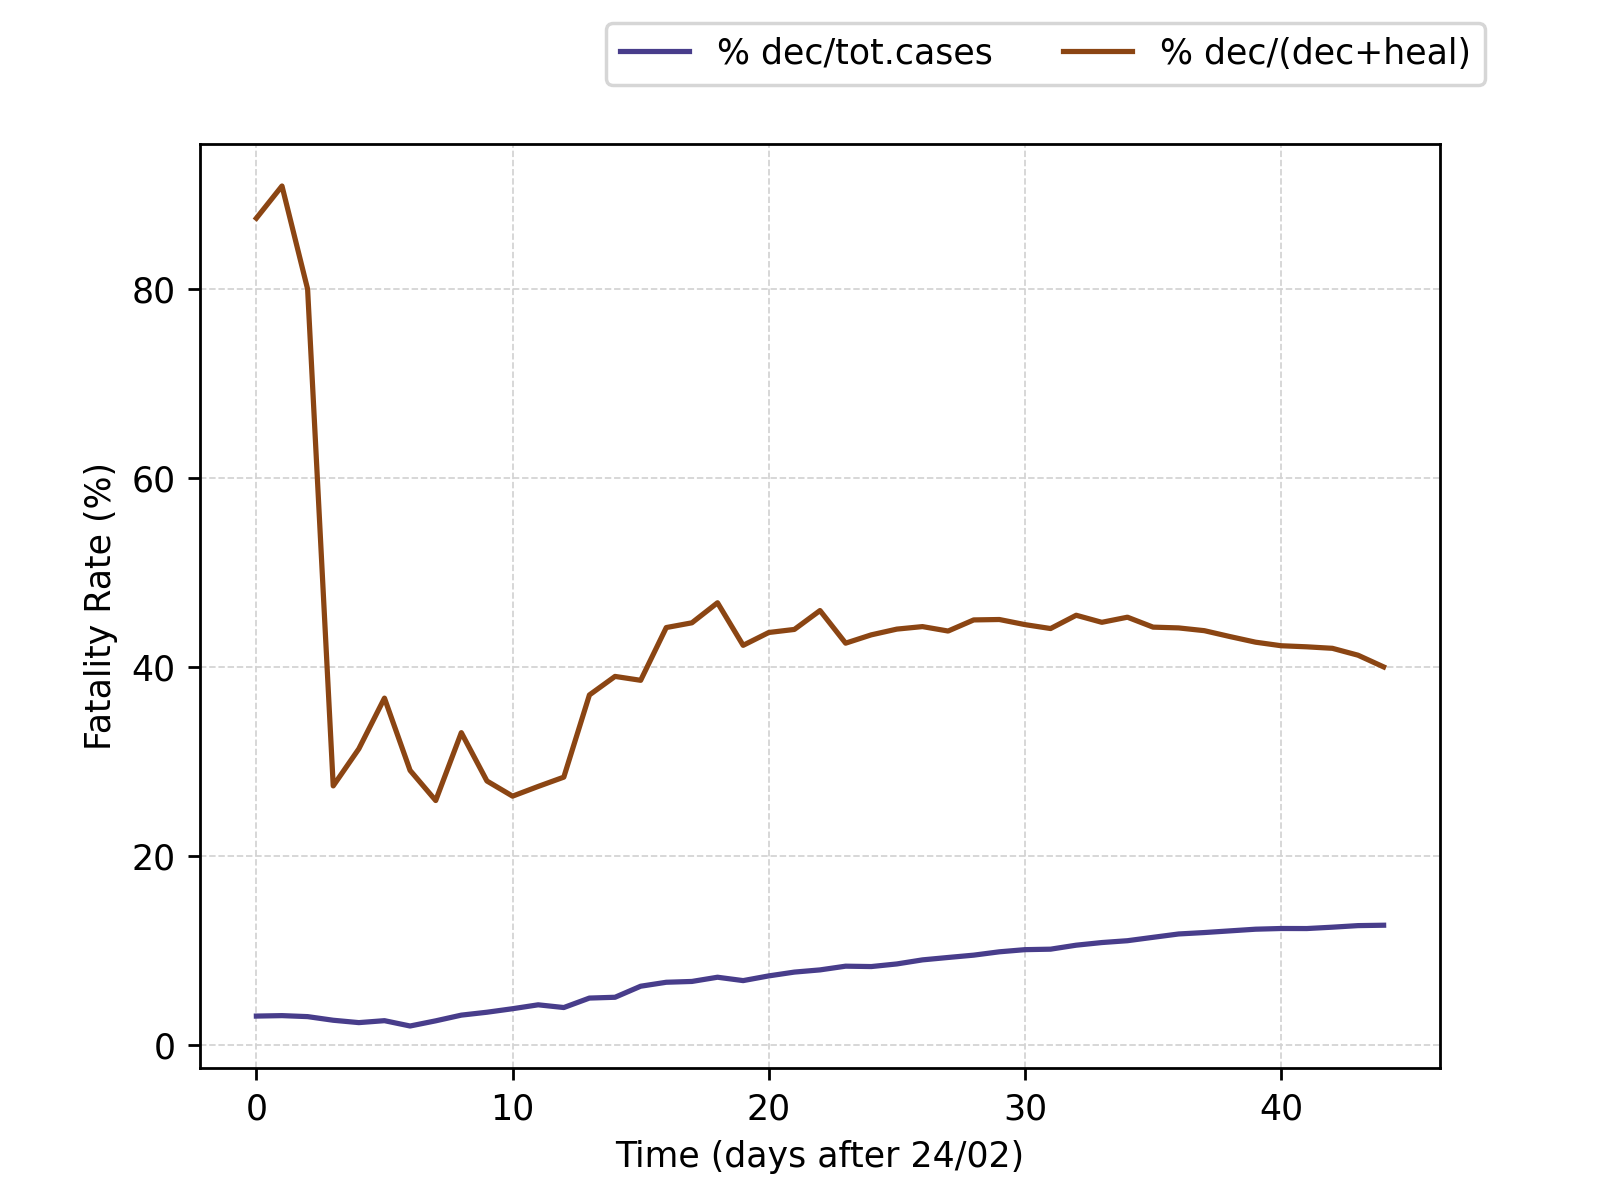 % dec/tot.cases
% dec/(dec+heal)
80
60
40
20
0
Fatality Rate (%)
0 10 20 30 40
Time (days after 24/02)